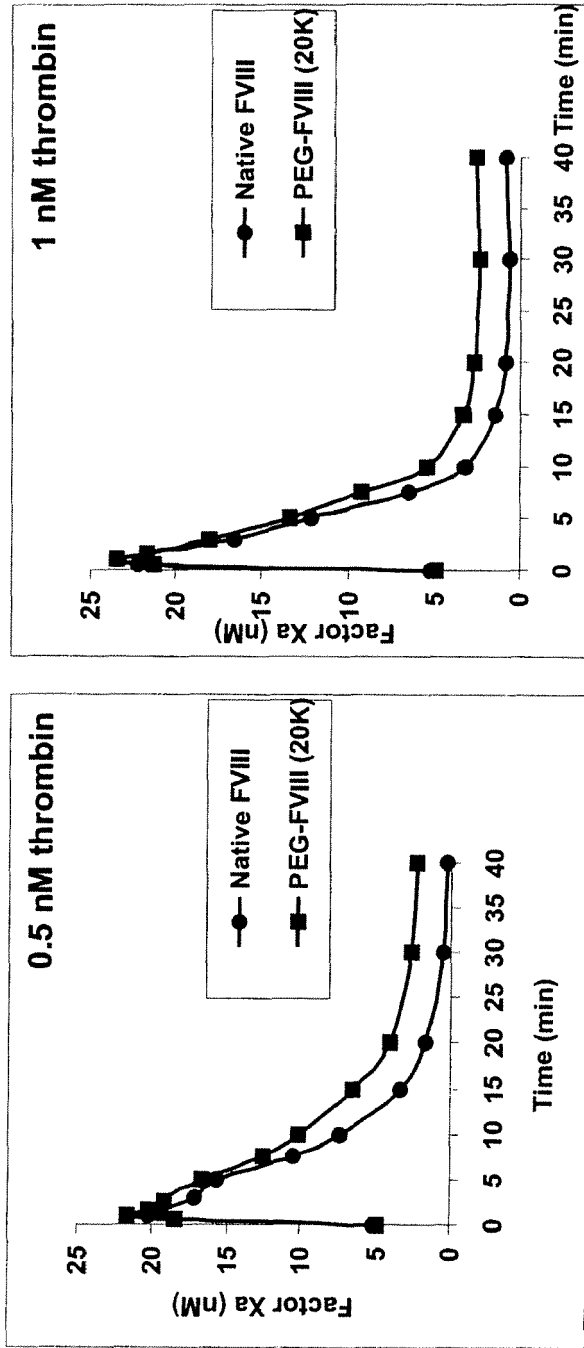 0.5 nM thrombin
Native FVIII
PEG-FVIII (20K)
Factor Xa (nM)
25
20
15
10
5
0
0 5 10 15 20 25 30 35 40
Time (min)
1 nM thrombin
Native FVIII
PEG-FVIII (20K)
Factor Xa (nM)
25
20
15
10
5
0
0 5 10 15 20 25 30 35 40 Time (min)